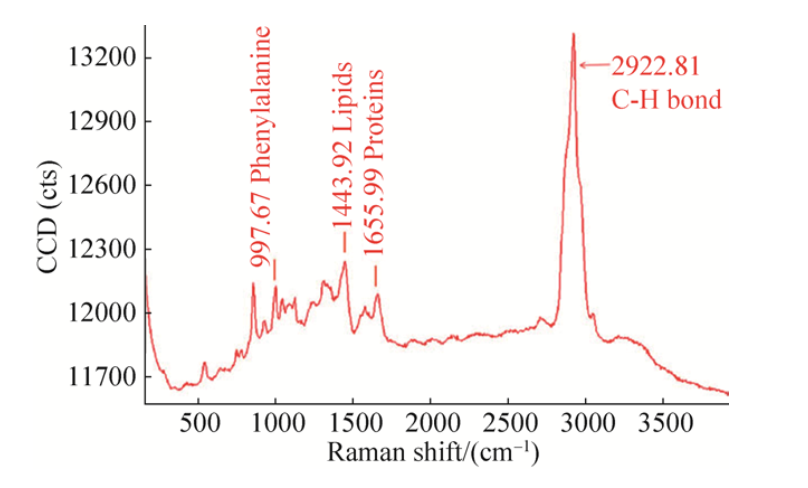 13200
12900
12600
12300
12000
11700
CCD (cts)
997.67 Phenylalanine
1443.92 Lipids
1655.99 Proteins
2922.81
C-H bond
500 1000 1500 2000 2500 3000 3500
Raman shift/(cm⁻¹)